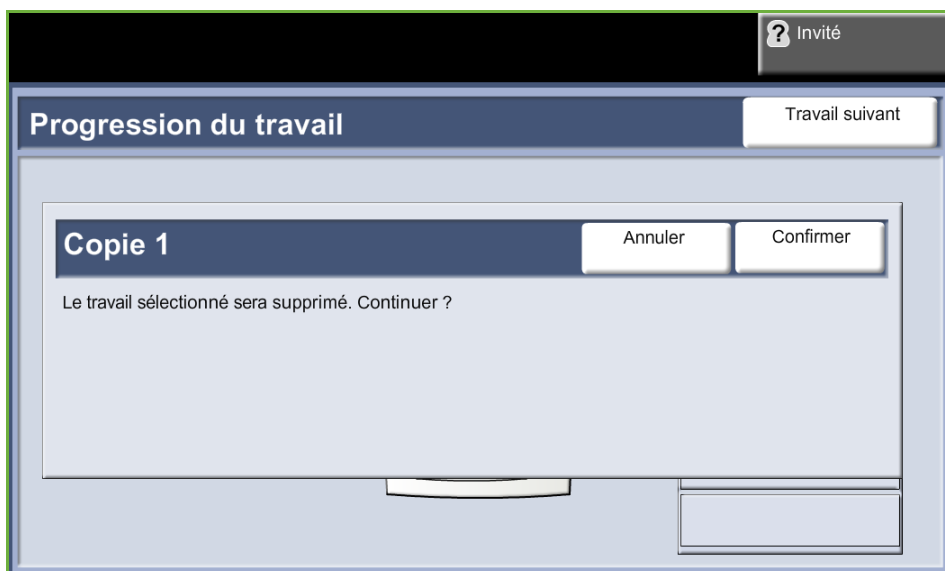 ? Invité
Progression du travail
Travail suivant
Copie 1
Annuler
Confirmer
Le travail sélectionné sera supprimé. Continuer ?